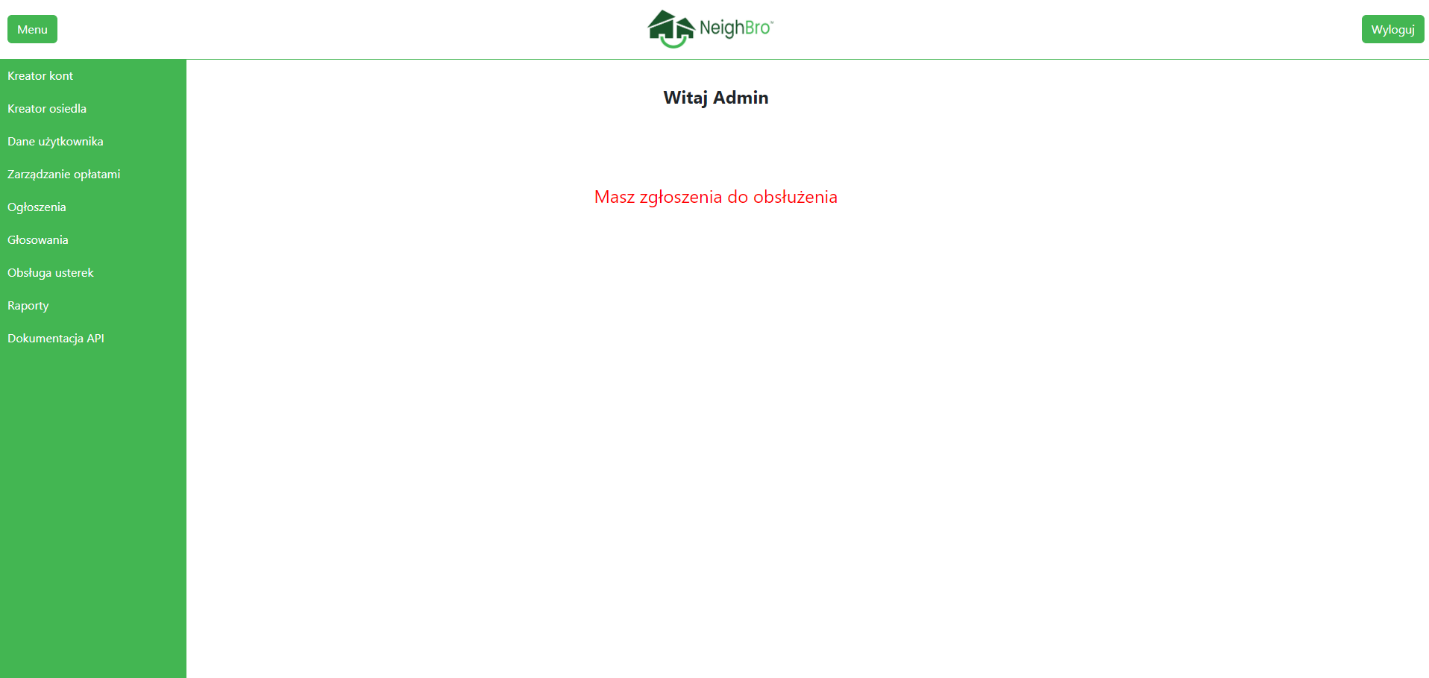 Menu
NeighBro™
Wyloguj
Kreator kont
Kreator osiedla
Dane użytkownika
Zarządzanie opłatami
Ogłoszenia
Głosowania
Obsługa usterek
Raporty
Dokumentacja API
Witaj Admin
Masz zgłoszenia do obsłużenia